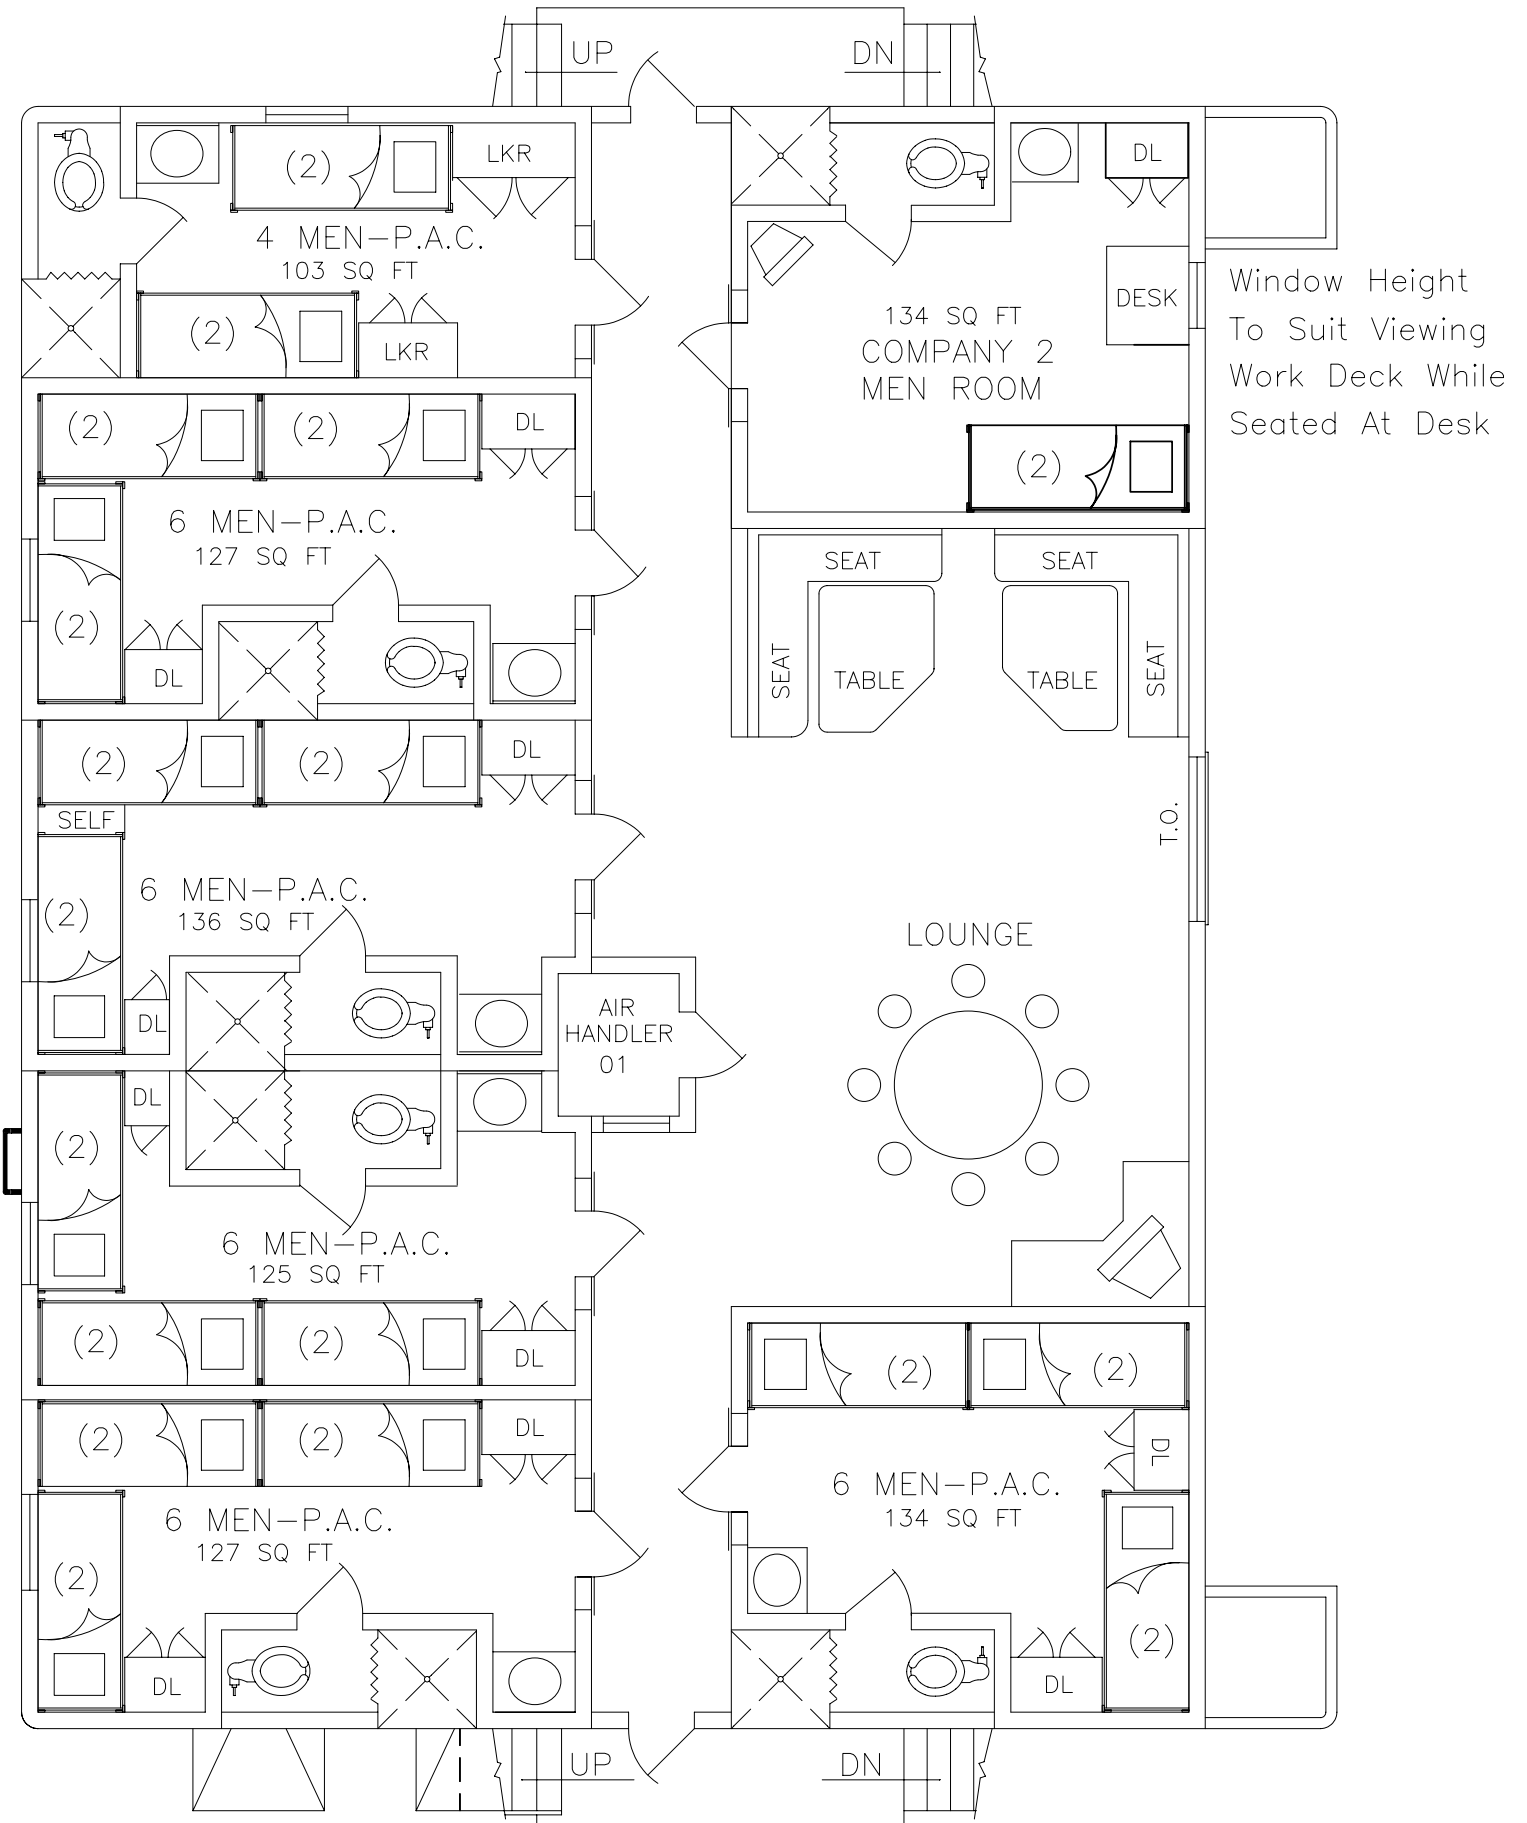 UP
DN
(2)
LKR
DL
4 MEN-P.A.C.
103 SQ FT
(2)
LKR
DESK
134 SQ FT
COMPANY 2
MEN ROOM
(2)
Window Height
To Suit Viewing
Work Deck While
Seated At Desk
(2)
(2)
DL
6 MEN-P.A.C.
127 SQ FT
(2)
DL
SEAT
SEAT
SEAT
SEAT
TABLE
TABLE
(2)
(2)
DL
SELF
6 MEN-P.A.C.
136 SQ FT
(2)
DL
T.O.
LOUNGE
AIR
HANDLER
01
DL
(2)
6 MEN-P.A.C.
125 SQ FT
(2)
(2)
DL
(2)
(2)
DL
6 MEN-P.A.C.
127 SQ FT
(2)
DL
(2)
(2)
DL
6 MEN-P.A.C.
134 SQ FT
(2)
DL
UP
DN